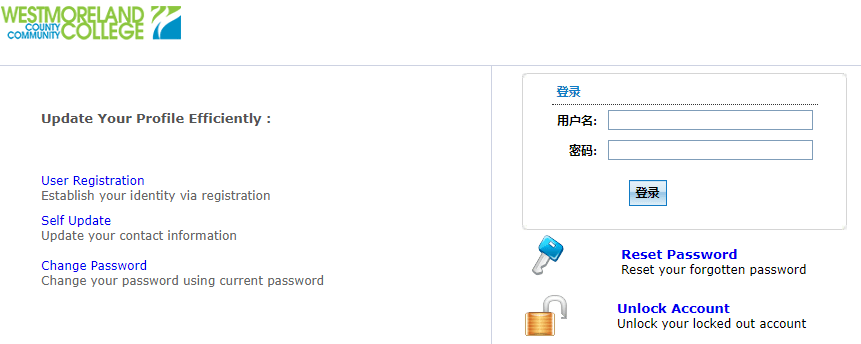 WESTMORELAND
COUNTY
COMMUNITY COLLEGE
Update Your Profile Efficiently :
User Registration
Establish your identity via registration
Self Update
Update your contact information
Change Password
Change your password using current password
登录
用户名:
密码:
登录
Reset Password
Reset your forgotten password
Unlock Account
Unlock your locked out account